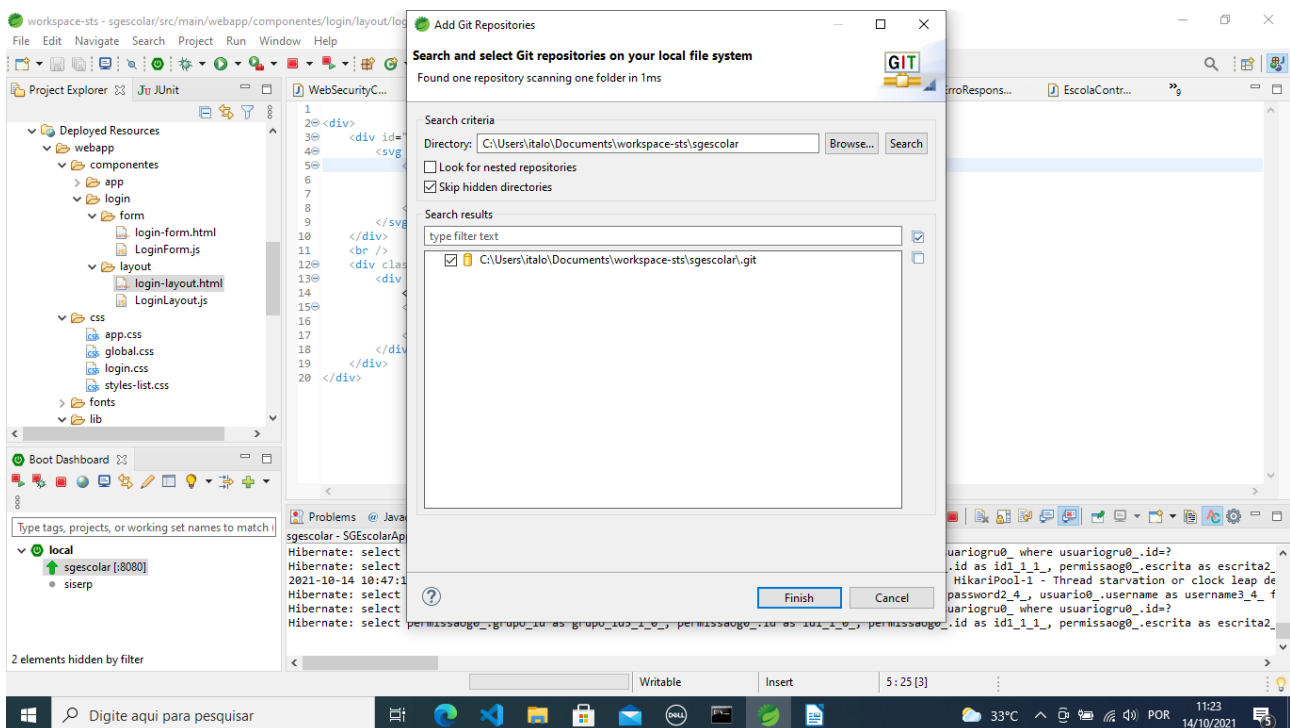 workspace-sts - sgescolar/src/main/webapp/componentes/login/layout/log
File Edit Navigate Search Project Run Window Help
Project Explorer
JUnit
Deployed Resources
webapp
componentes
app
login
form
login-form.html
LoginForm.js
layout
login-layout.html
LoginLayout.js
css
app.css
global.css
login.css
styles-list.css
fonts
lib
Boot Dashboard
Type tags, projects, or working set names to match
local
sgescolar [:8080]
siserp
2 elements hidden by filter
WebSecurityC...
rroRespons...
EscolaContr...
9
1
2 <div>
3 <div id="
4 <svg
5 <
6
7
8 <
9 </svg
10 </div>
11 <br />
12 <div clas
13 <div
14 <
15 <
16
17 <
18 </div
19 </div>
20 </div>
Add Git Repositories
Search and select Git repositories on your local file system
Found one repository scanning one folder in 1ms
GIT
Search criteria
Directory: C:\Users\italo\Documents\workspace-sts\sgescolar Browse... Search
Look for nested repositories
Skip hidden directories
Search results
type filter text
C:\Users\italo\Documents\workspace-sts\sgescolar\.git
Finish Cancel
Problems @ Java
sgescolar - SGEscolarAp
Hibernate: select uariogru0_ where usuariogru0_.id=?
Hibernate: select .id as id1_1_1_, permissaog0_.escrita as escrita2_
2021-10-14 10:47:1 HikariPool-1 - Thread starvation or clock leap de
Hibernate: select password2_4_, usuario0_.username as username3_4_ f
Hibernate: select uariogru0_ where usuariogru0_.id=?
Hibernate: select permissaog0_.grupo_id as grupo_id5_1_0_, permissaog0_.id as id1_1_0_, permissaog0_.id as id1_1_1_, permissaog0_.escrita as escrita2_
Writable Insert 5 : 25 [3]
Digite aqui para pesquisar
DELL
33°C
POR
11:23
14/10/2021
5